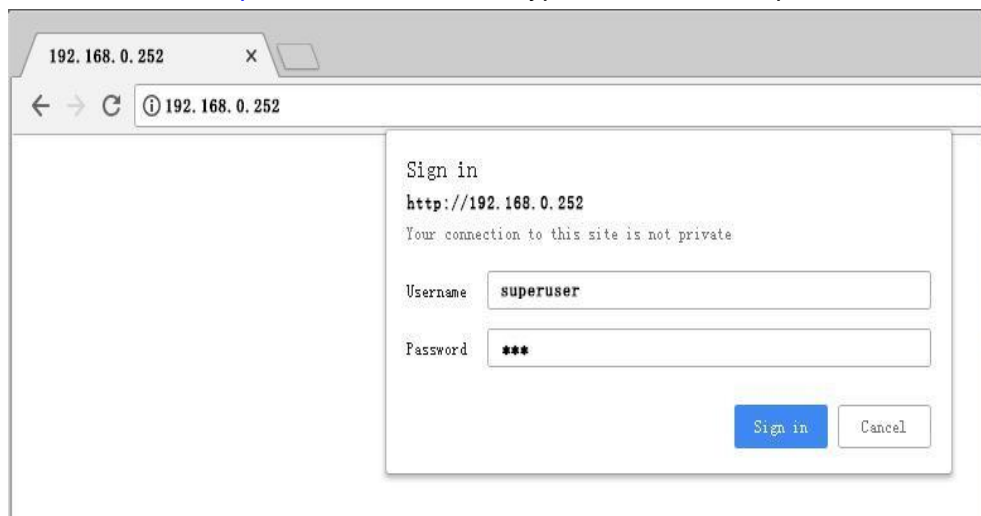 192.168.0.252
192.168.0.252
Sign in
http://192.168.0.252
Your connection to this site is not private
Username superuser
Password ***
Sign in Cancel